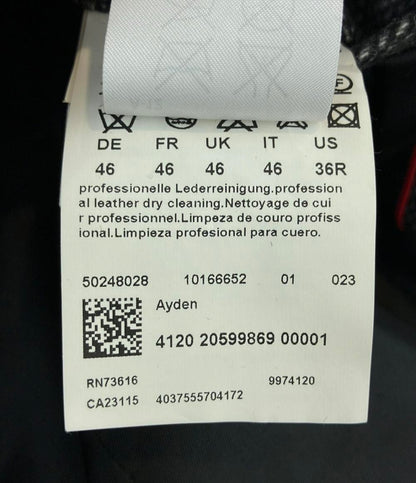 DE FR UK IT US
46 46 46 46 36R
professionelle Lederreinigung.profession
al leather dry cleaning.Nettoyage de cui
r professionnel.Limpeza de couro profiss
ional.Limpieza profesional para cuero.
50248028 10166652 01 023
Ayden
4120 20599869 00001
RN73616 9974120
CA23115 4037555704172